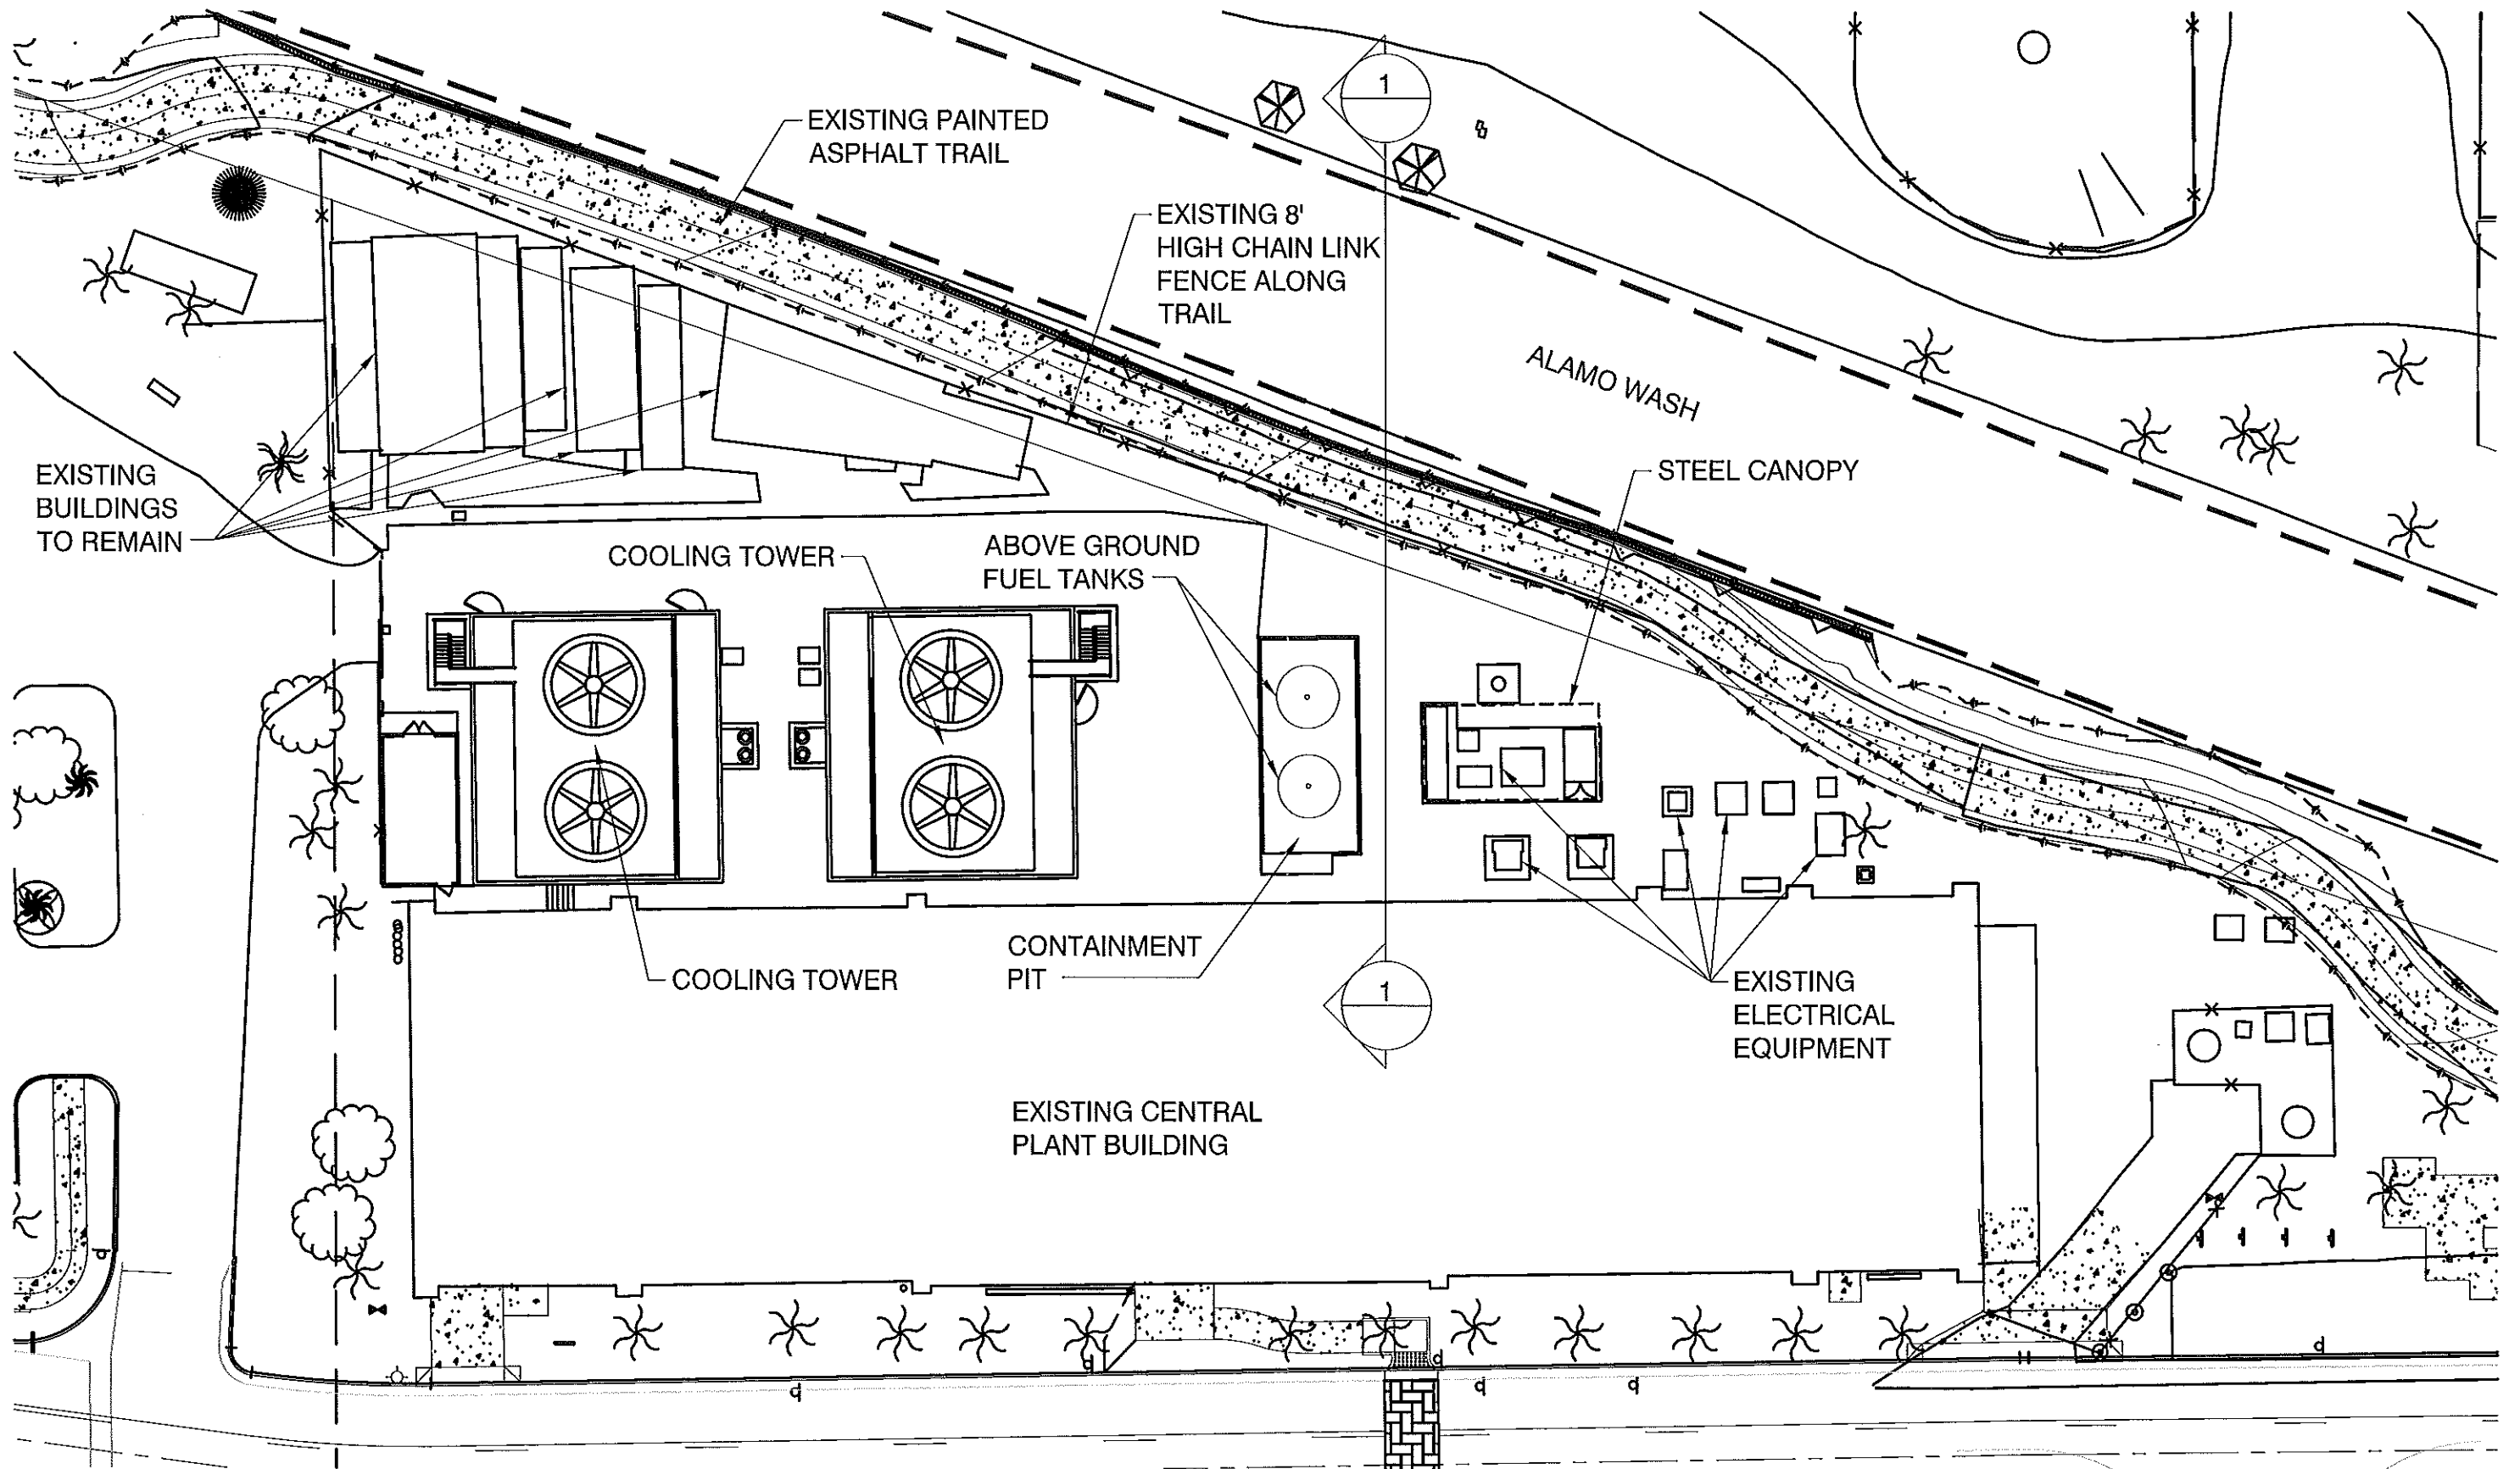 1
EXISTING PAINTED
ASPHALT TRAIL
EXISTING 8'
HIGH CHAIN LINK
FENCE ALONG
TRAIL
ALAMO WASH
STEEL CANOPY
EXISTING
BUILDINGS
TO REMAIN
COOLING TOWER
ABOVE GROUND
FUEL TANKS
CONTAINMENT
PIT
COOLING TOWER
1
EXISTING
ELECTRICAL
EQUIPMENT
EXISTING CENTRAL
PLANT BUILDING